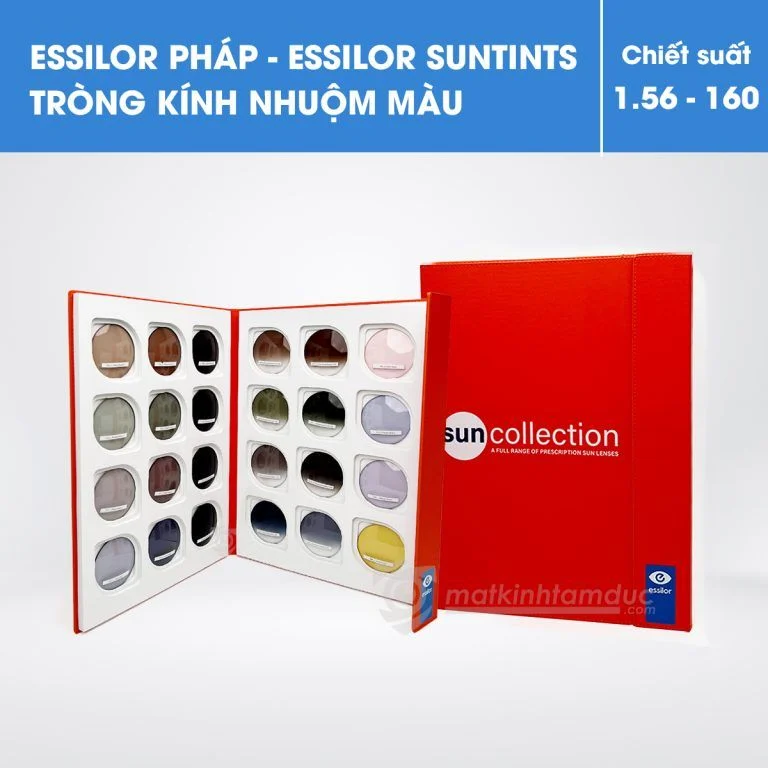 ESSILOR PHÁP - ESSILOR SUNTINTS
TRÒNG KÍNH NHUỘM MÀU
Chiết suất
1.56 - 160
suncollection
A FULL RANGE OF PRESCRIPTION SUN LENSES
essilor
essilor
matkinhtamduc
.com